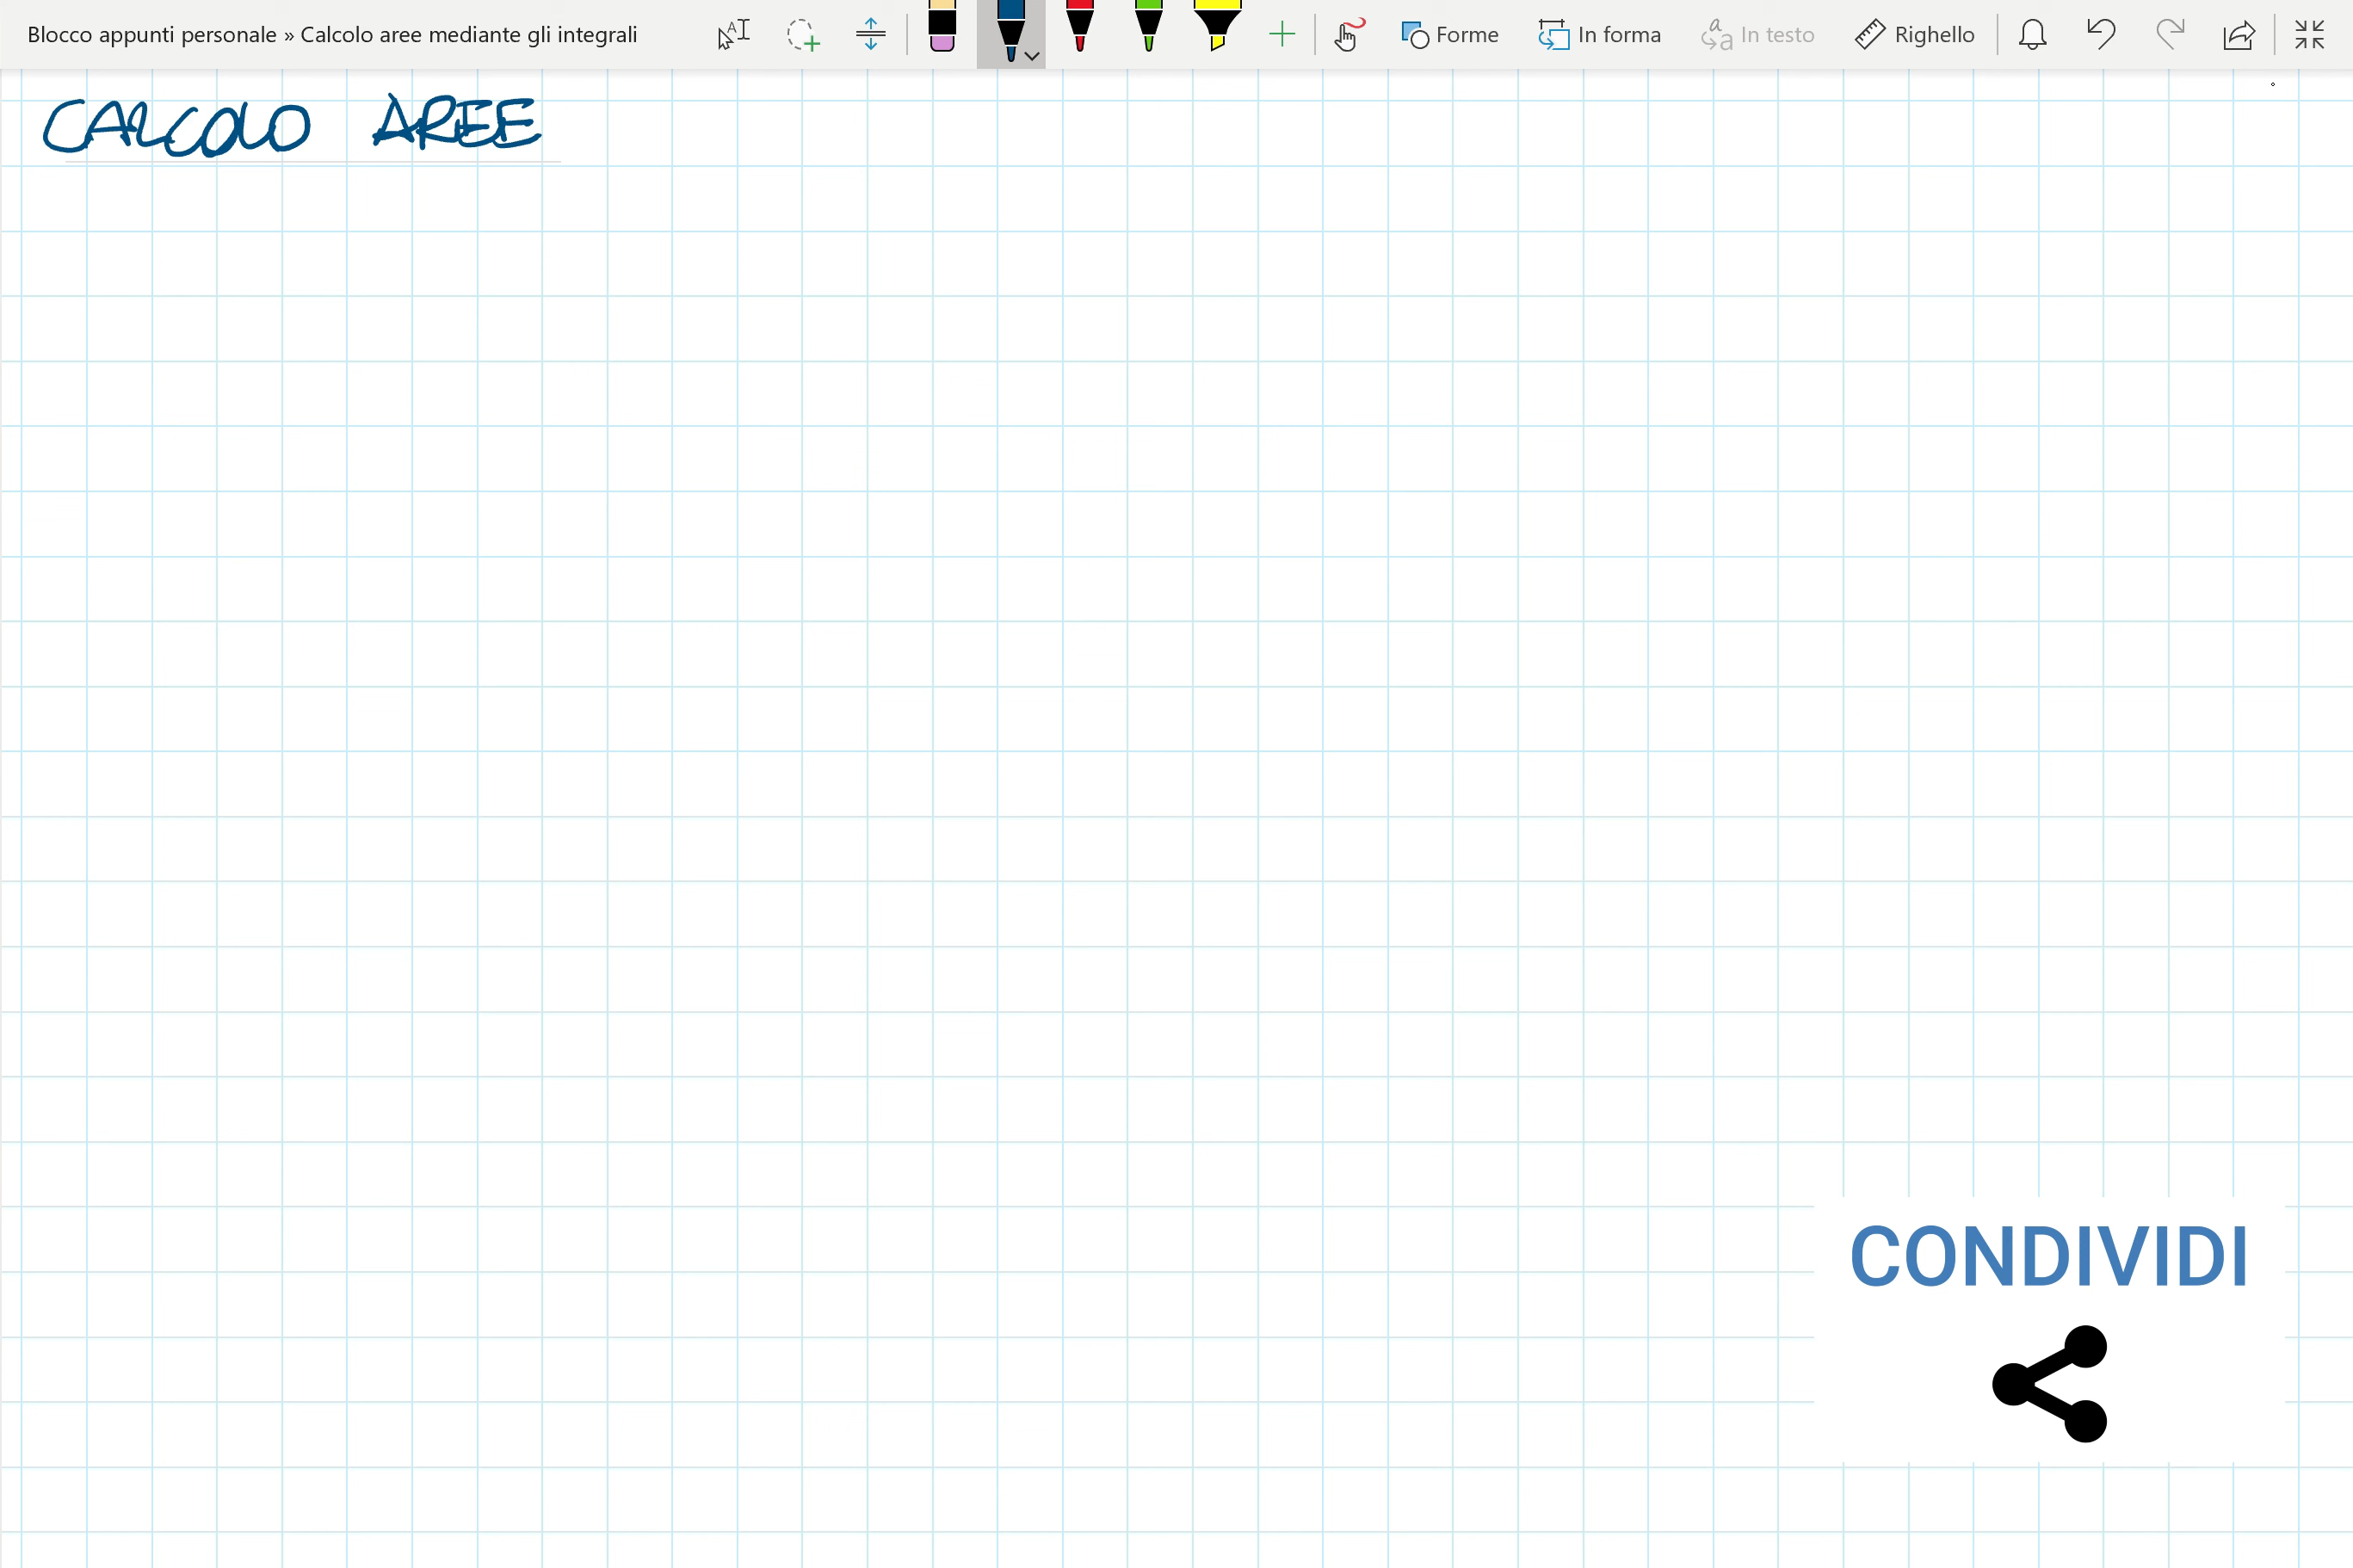 Blocco appunti personale » Calcolo aree mediante gli integrali
Forme
In forma
In testo
Righello
CALCOLO AREE
CONDIVIDI